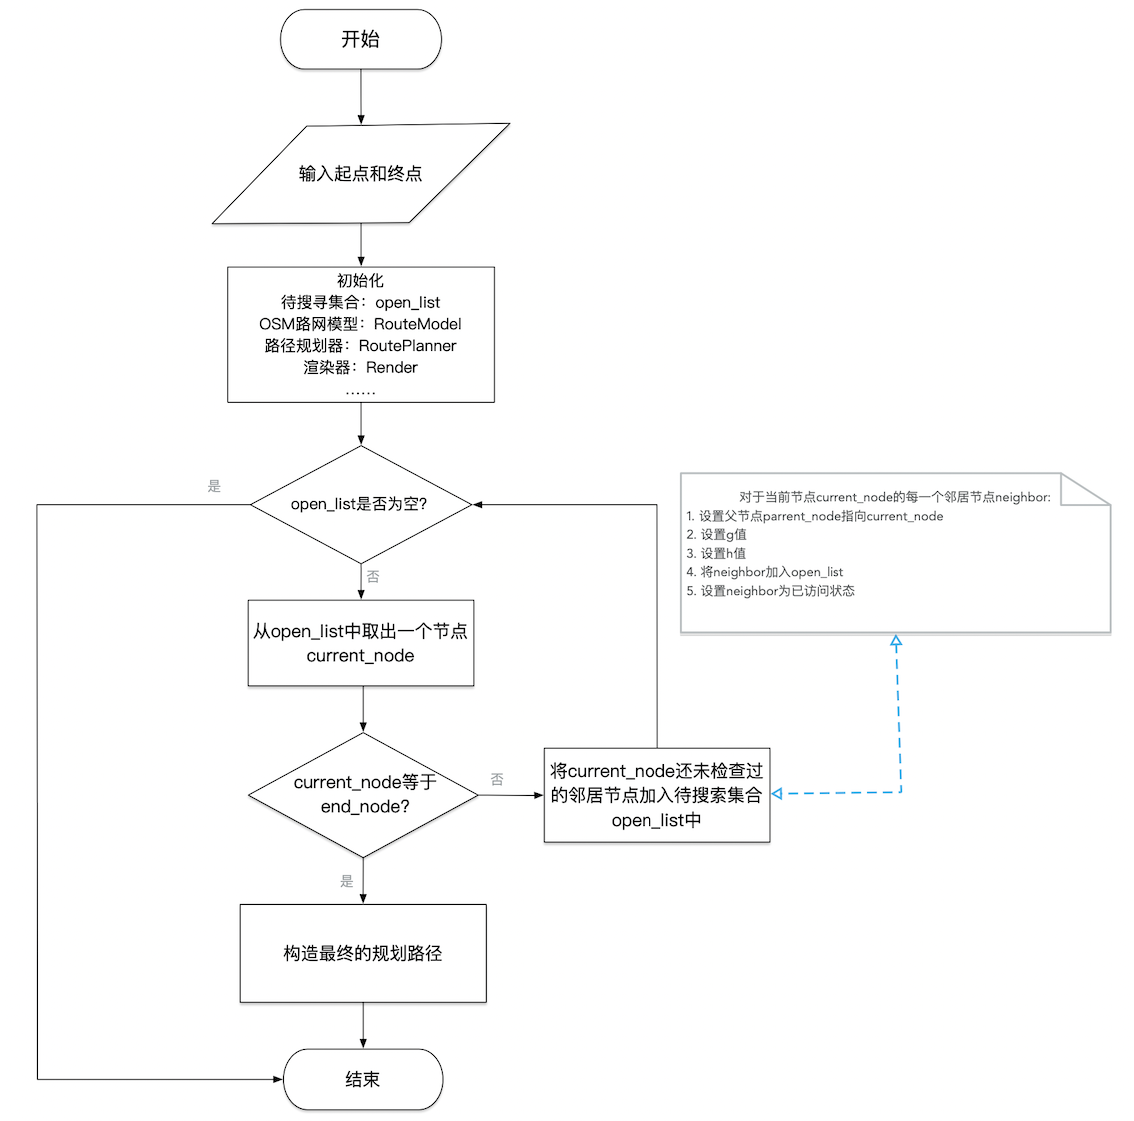 开始
输入起点和终点
初始化
待搜寻集合：open_list
OSM路网模型：RouteModel
路径规划器：RoutePlanner
渲染器：Render
……
open_list是否为空?
是
否
从open_list中取出一个节点
current_node
current_node等于
end_node?
否
将current_node还未检查过
的邻居节点加入待搜索集合
open_list中
对于当前节点current_node的每一个邻居节点neighbor:
1. 设置父节点parrent_node指向current_node
2. 设置g值
3. 设置h值
4. 将neighbor加入open_list
5. 设置neighbor为已访问状态
是
构造最终的规划路径
结束